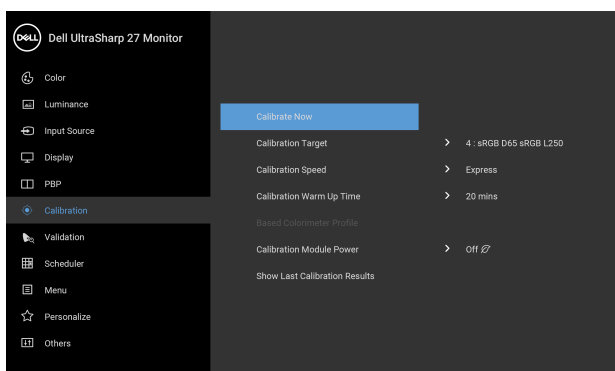 DELL Dell UltraSharp 27 Monitor
Color
Luminance
Calibrate Now
Input Source
Calibration Target 4 : sRGB D65 sRGB L250
Display
Calibration Speed Express
PBP
Calibration Warm Up Time 20 mins
Calibration
Based Colorimeter Profile
Validation
Calibration Module Power Off
Scheduler
Show Last Calibration Results
Menu
Personalize
Others